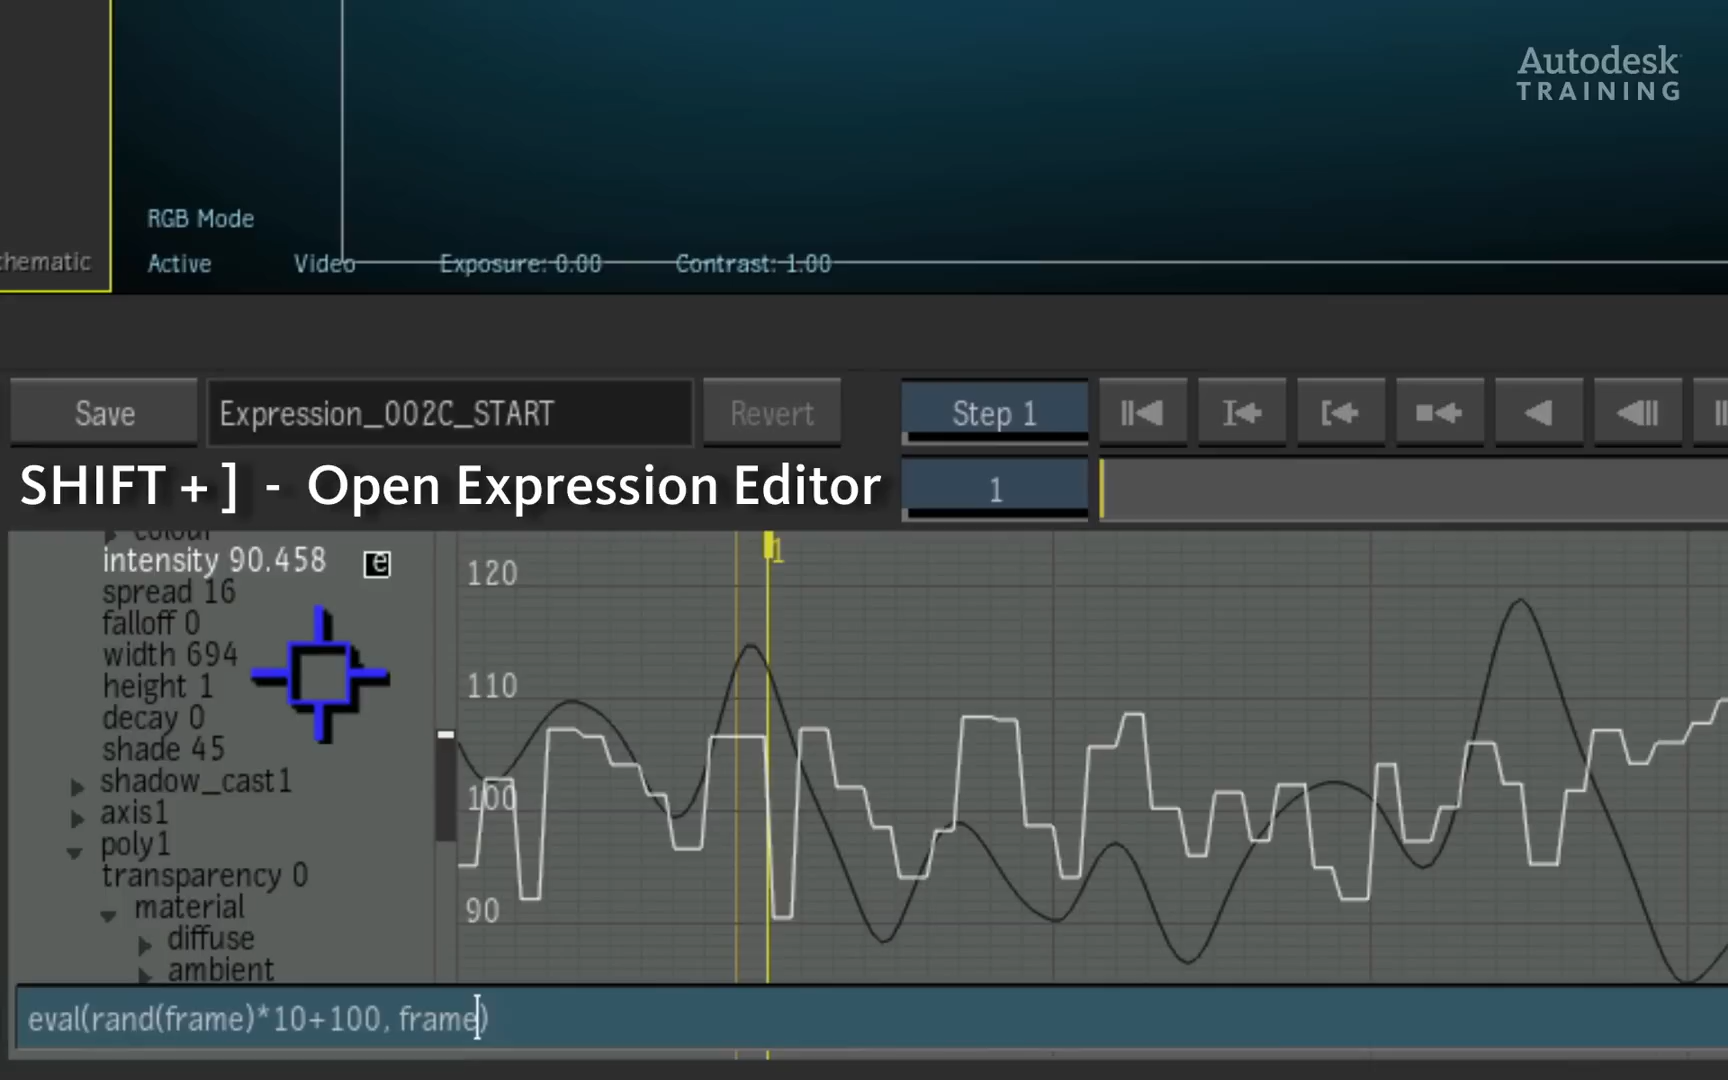 Autodesk
TRAINING
RGB Mode
hematic
Active Video Exposure: 0.00 Contrast: 1.00
Save Expression_002C_START Revert Step 1
SHIFT + ] - Open Expression Editor 1
colour
intensity 90.458 e
1
120
spread 16
falloff 0
width 694
height 1
110
decay 0
shade 45
shadow_cast1
100
axis1
poly1
transparency 0
material
90
diffuse
ambient
eval(rand(frame)*10+100, frame)